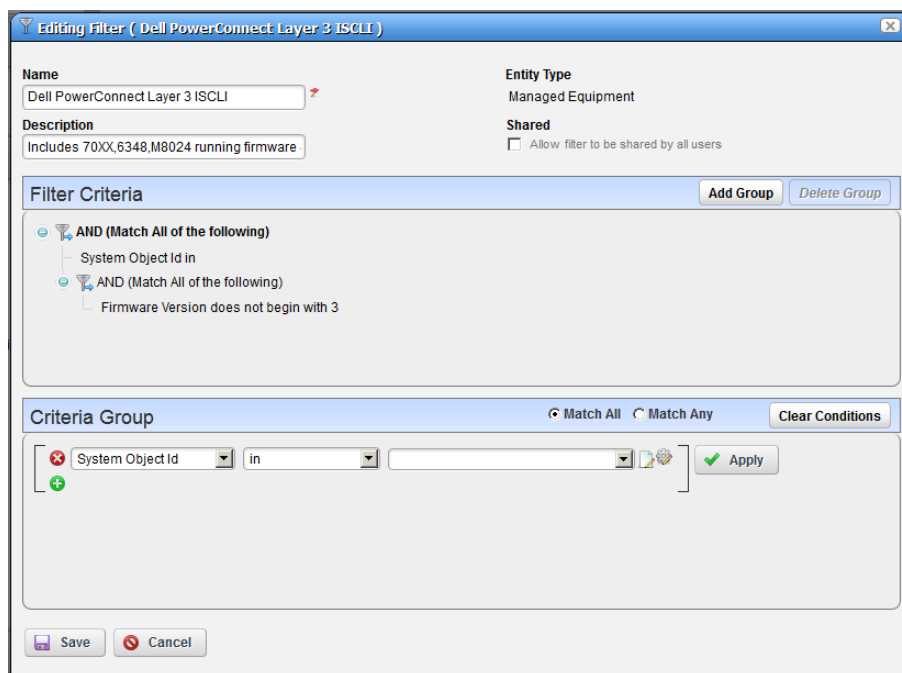 Editing Filter ( Dell PowerConnect Layer 3 ISCLI )
Name
Entity Type
Dell PowerConnect Layer 3 ISCLI
Managed Equipment
Description
Shared
Includes 70XX,6348,M8024 running firmware
Allow filter to be shared by all users
Filter Criteria
Add Group
Delete Group
AND (Match All of the following)
System Object Id in
AND (Match All of the following)
Firmware Version does not begin with 3
Criteria Group
Match All
Match Any
Clear Conditions
System Object Id
in
Apply
Save
Cancel